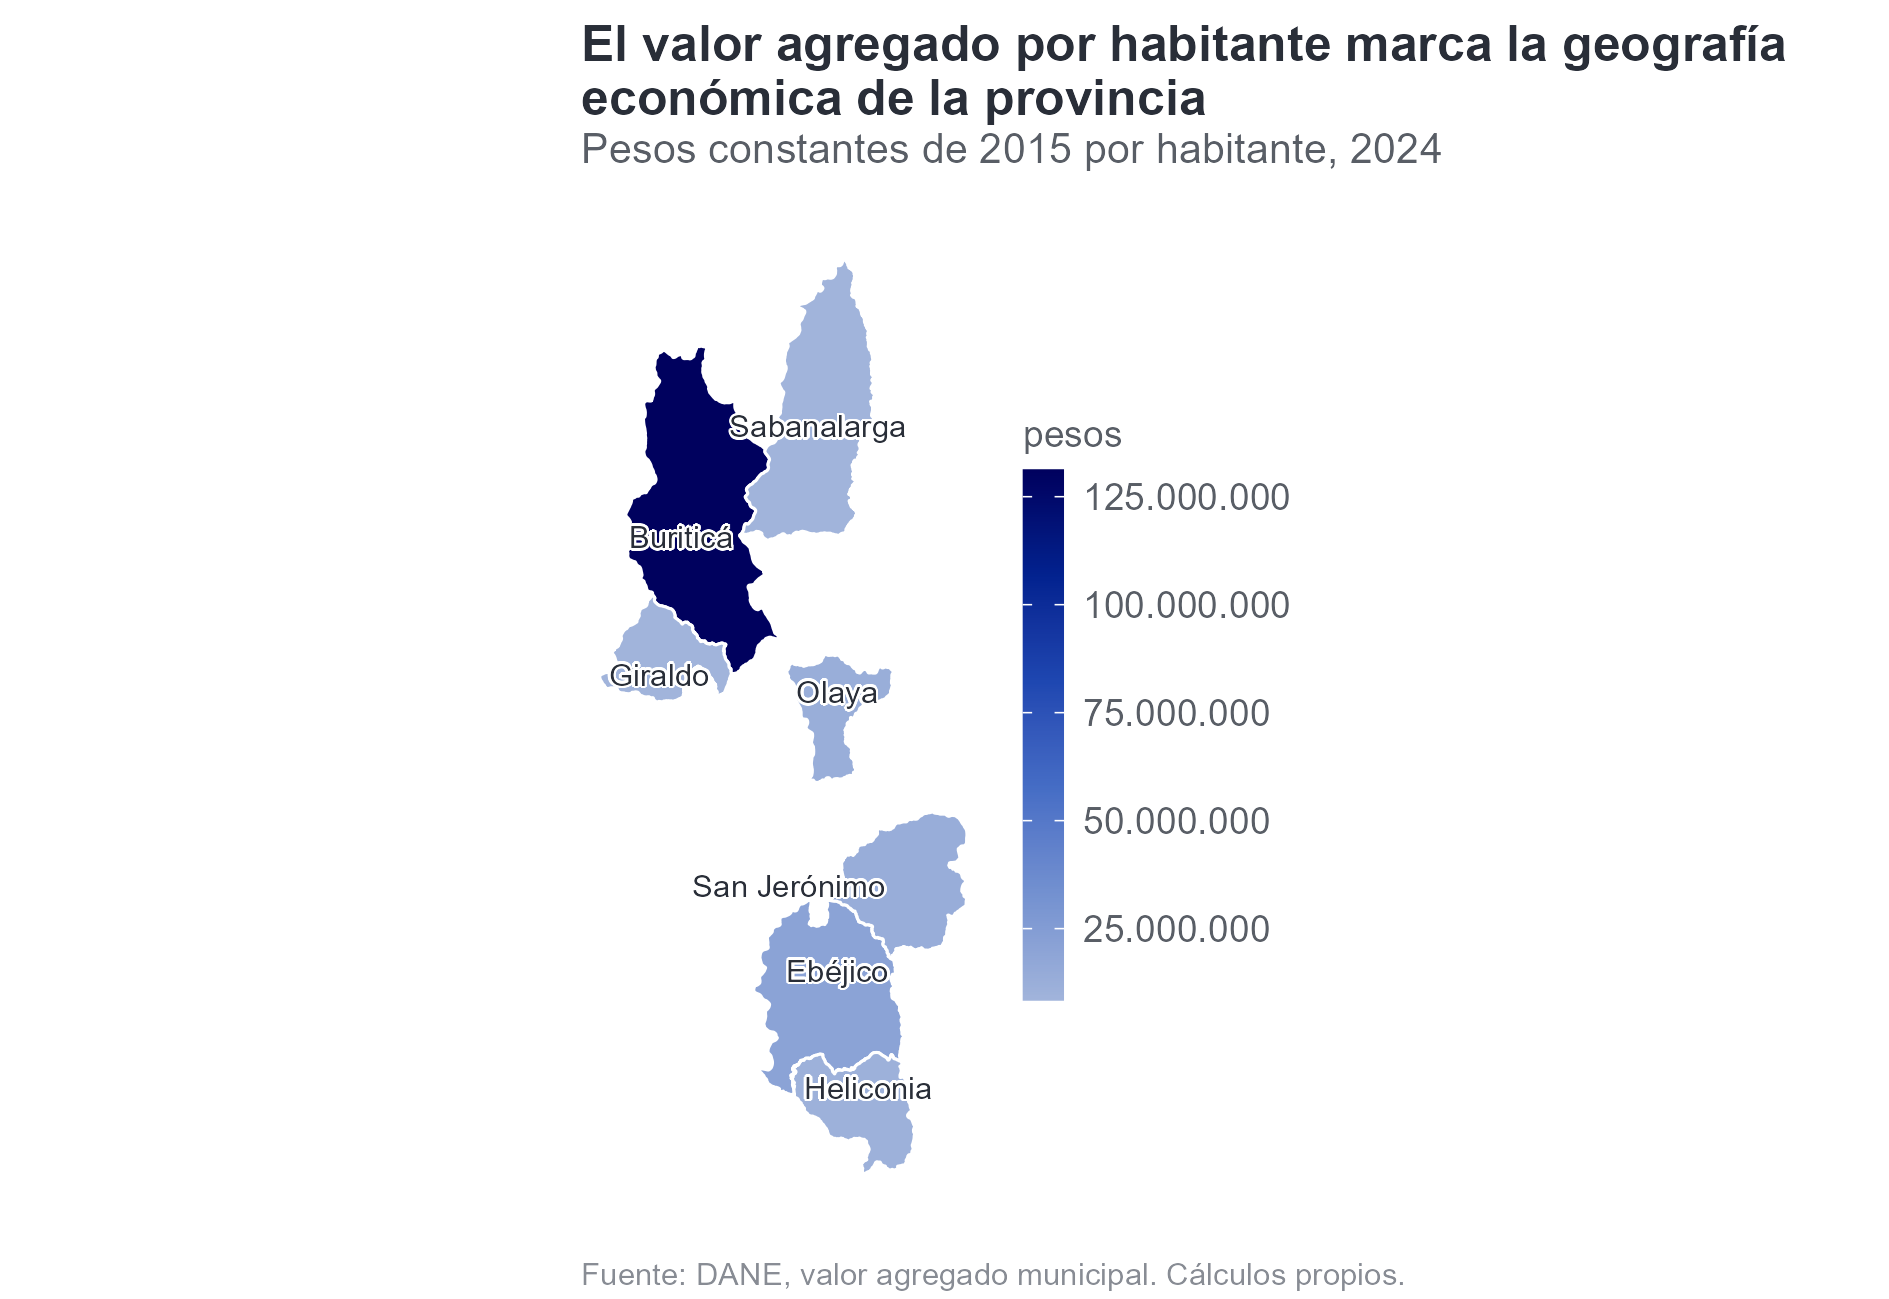 El valor agregado por habitante marca la geografía
económica de la provincia
Pesos constantes de 2015 por habitante, 2024
Sabanalarga
Buriticá
Giraldo
Olaya
San Jerónimo
Ebéjico
Heliconia
pesos
125.000.000
100.000.000
75.000.000
50.000.000
25.000.000
Fuente: DANE, valor agregado municipal. Cálculos propios.